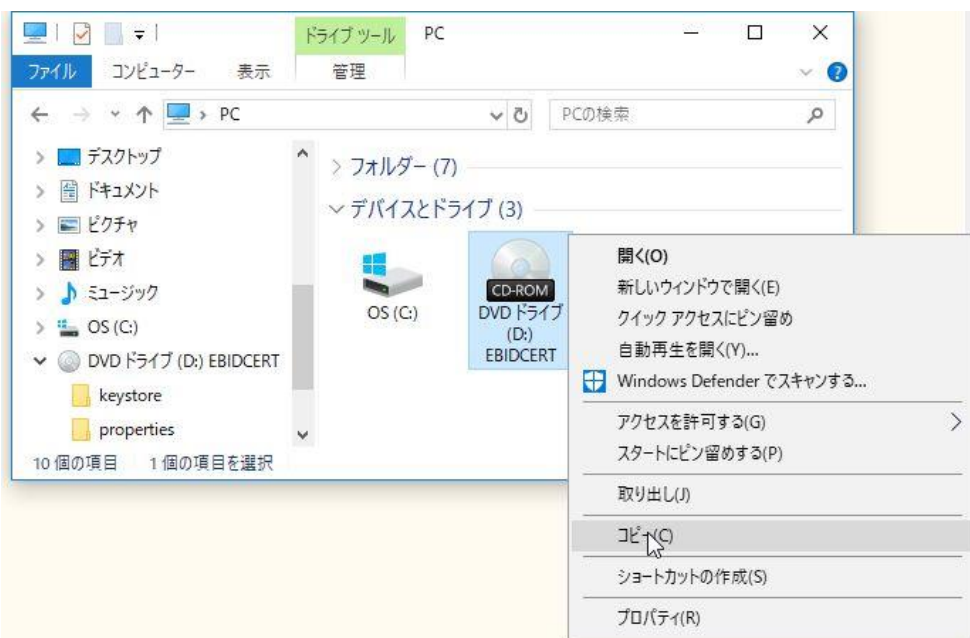 ドライブ ツール PC
ファイル コンピューター 表示 管理
PC PCの検索
デスクトップ
ドキュメント
ピクチャ
ビデオ
ミュージック
OS (C:)
DVD ドライブ (D:) EBIDCERT
keystore
properties
フォルダー (7)
デバイスとドライブ (3)
OS (C:)
CD-ROM
DVD ドライブ
(D:)
EBIDCERT
10 個の項目 1 個の項目を選択
開く(O)
新しいウィンドウで開く(E)
クイック アクセスにピン留め
自動再生を開く(Y)...
Windows Defender でスキャンする...
アクセスを許可する(G)
スタートにピン留めする(P)
取り出し(J)
コピー(C)
ショートカットの作成(S)
プロパティ(R)